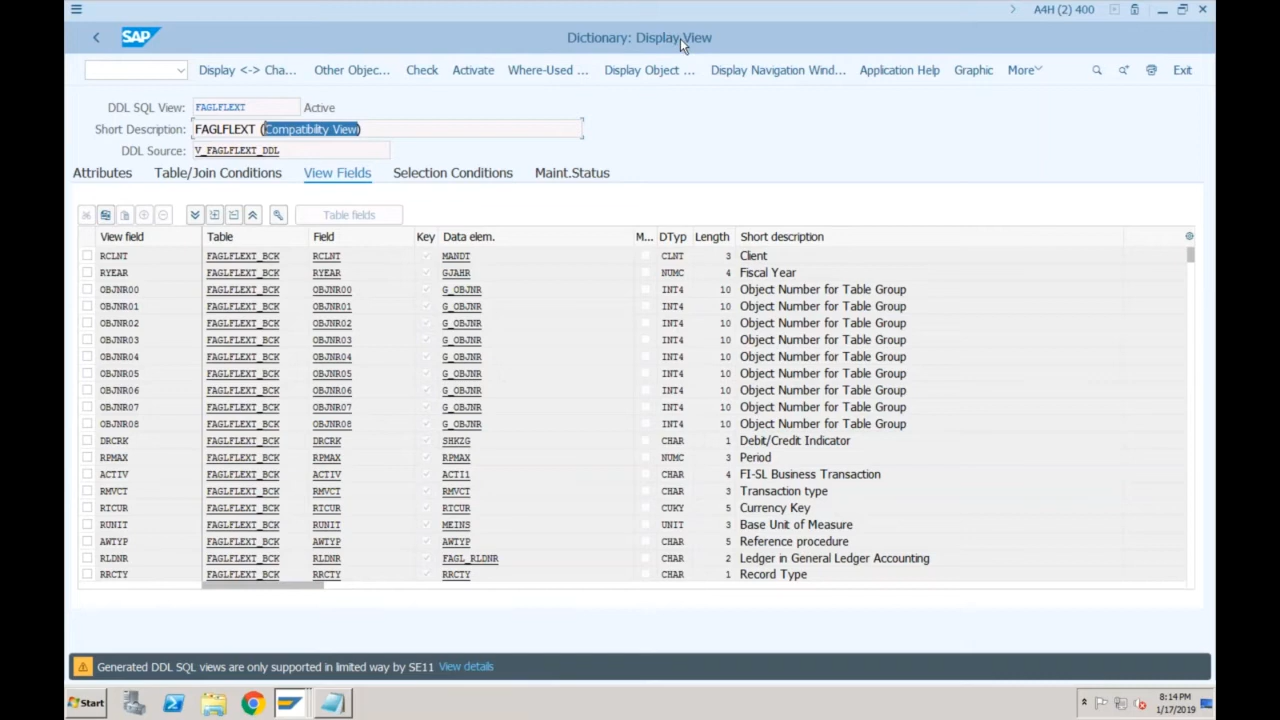 A4H (2) 400
SAP
Dictionary: Display View
Display <-> Cha... Other Objec... Check Activate Where-Used ... Display Object ... Display Navigation Wind... Application Help Graphic More Exit
DDL SQL View: FAGLFLEXT Active
Short Description: FAGLFLEXT (Compatibility View)
DDL Source: V_FAGLFLEXT_DDL
Attributes Table/Join Conditions View Fields Selection Conditions Maint.Status
Table fields
View field Table Field Key Data elem. M... DTyp Length Short description
RCLNT FAGLFLEXT_BCK RCLNT MANDT CLNT 3 Client
RYEAR FAGLFLEXT_BCK RYEAR GJAHR NUMC 4 Fiscal Year
OBJNR00 FAGLFLEXT_BCK OBJNR00 G_OBJNR INT4 10 Object Number for Table Group
OBJNR01 FAGLFLEXT_BCK OBJNR01 G_OBJNR INT4 10 Object Number for Table Group
OBJNR02 FAGLFLEXT_BCK OBJNR02 G_OBJNR INT4 10 Object Number for Table Group
OBJNR03 FAGLFLEXT_BCK OBJNR03 G_OBJNR INT4 10 Object Number for Table Group
OBJNR04 FAGLFLEXT_BCK OBJNR04 G_OBJNR INT4 10 Object Number for Table Group
OBJNR05 FAGLFLEXT_BCK OBJNR05 G_OBJNR INT4 10 Object Number for Table Group
OBJNR06 FAGLFLEXT_BCK OBJNR06 G_OBJNR INT4 10 Object Number for Table Group
OBJNR07 FAGLFLEXT_BCK OBJNR07 G_OBJNR INT4 10 Object Number for Table Group
OBJNR08 FAGLFLEXT_BCK OBJNR08 G_OBJNR INT4 10 Object Number for Table Group
DRCRK FAGLFLEXT_BCK DRCRK SHKZG CHAR 1 Debit/Credit Indicator
RPMAX FAGLFLEXT_BCK RPMAX RPMAX NUMC 3 Period
ACTIV FAGLFLEXT_BCK ACTIV ACTI1 CHAR 4 FI-SL Business Transaction
RMVCT FAGLFLEXT_BCK RMVCT RMVCT CHAR 3 Transaction type
RTCUR FAGLFLEXT_BCK RTCUR RTCUR CUKY 5 Currency Key
RUNIT FAGLFLEXT_BCK RUNIT MEINS UNIT 3 Base Unit of Measure
AWTYP FAGLFLEXT_BCK AWTYP AWTYP CHAR 5 Reference procedure
RLDNR FAGLFLEXT_BCK RLDNR FAGL_RLDNR CHAR 2 Ledger in General Ledger Accounting
RRCTY FAGLFLEXT_BCK RRCTY RRCTY CHAR 1 Record Type
Generated DDL SQL views are only supported in limited way by SE11 View details
Start
8:14 PM
1/17/2019